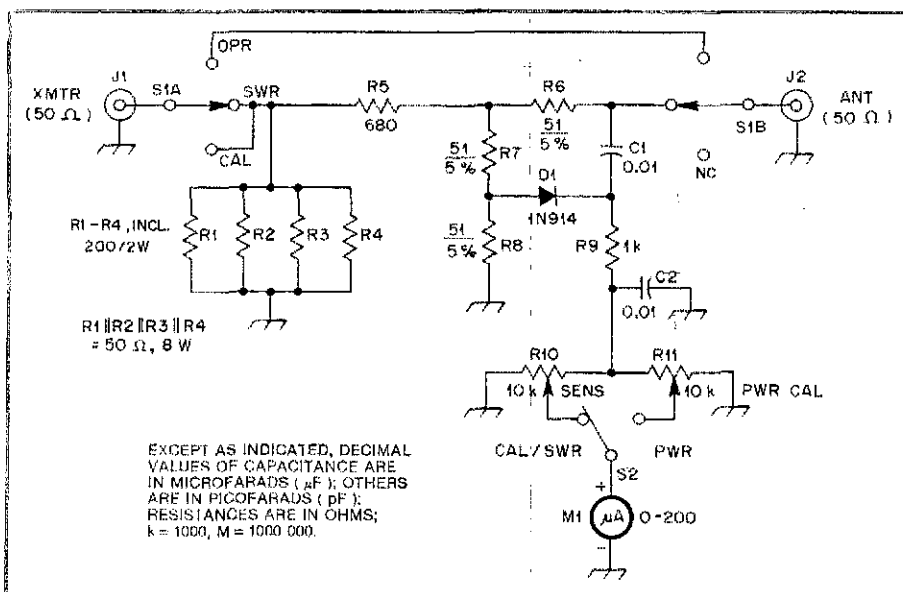 OPR
J1
XMTR
(50 Ω)
S1A
SWR
CAL
R5
680
R6
51
5%
J2
ANT
(50 Ω)
S1B
NC
51
5%
R7
C1
0.01
D1
1N914
51
5%
R8
R9
1k
C2
0.01
R1-R4, INCL.
200/2W
R1
R2
R3
R4
R1||R2||R3||R4
= 50 Ω, 8 W
R10
10k
SENS
R11
10k
PWR CAL
CAL/SWR
PWR
S2
+
M1
μA
0-200
-
EXCEPT AS INDICATED, DECIMAL
VALUES OF CAPACITANCE ARE
IN MICROFARADS ( μF ); OTHERS
ARE IN PICOFARADS ( pF );
RESISTANCES ARE IN OHMS;
k = 1000, M = 1000 000.